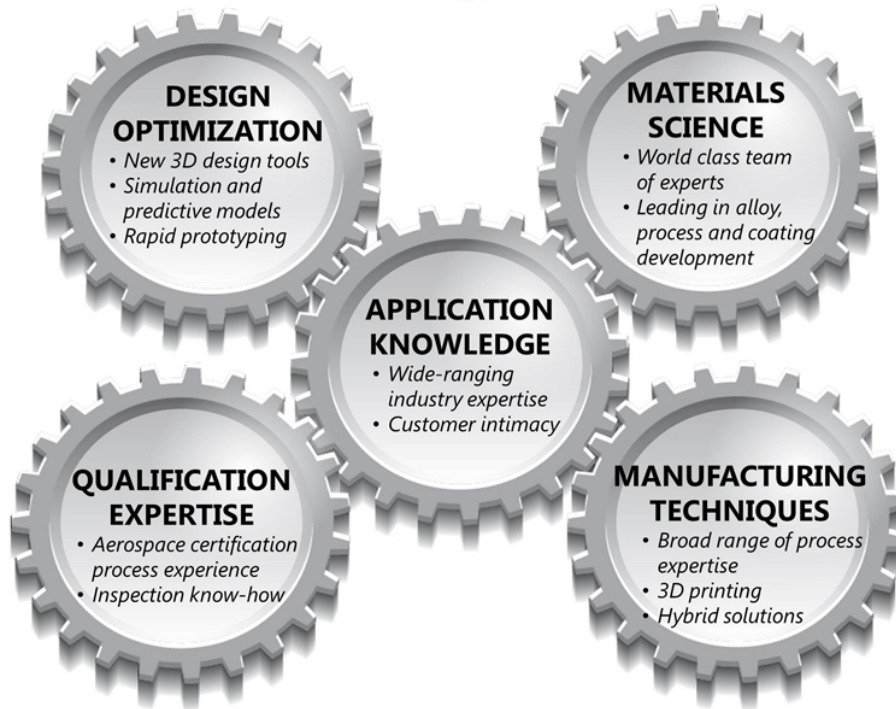 DESIGN
OPTIMIZATION
• New 3D design tools
• Simulation and
predictive models
• Rapid prototyping
MATERIALS
SCIENCE
• World class team
of experts
• Leading in alloy,
process and coating
development
APPLICATION
KNOWLEDGE
• Wide-ranging
industry expertise
• Customer intimacy
QUALIFICATION
EXPERTISE
• Aerospace certification
process experience
• Inspection know-how
MANUFACTURING
TECHNIQUES
• Broad range of process
expertise
• 3D printing
• Hybrid solutions